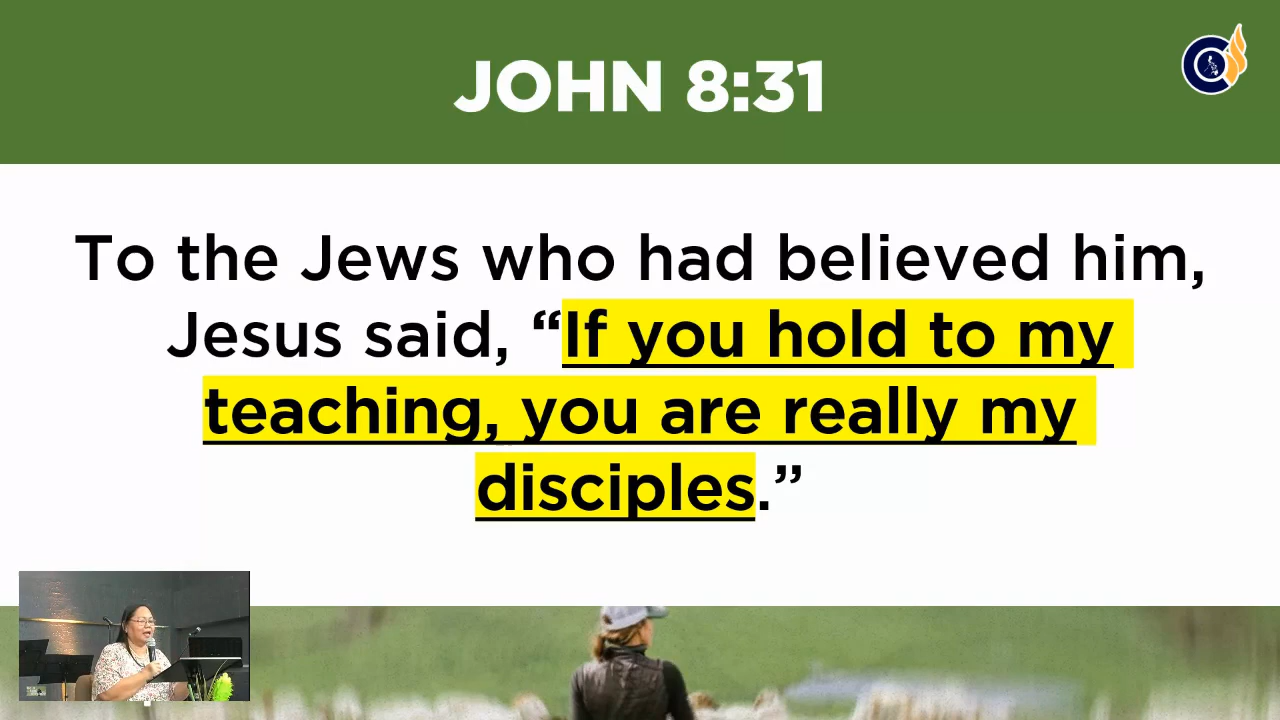 JOHN 8:31
To the Jews who had believed him,
Jesus said, “If you hold to my
teaching, you are really my
disciples.”